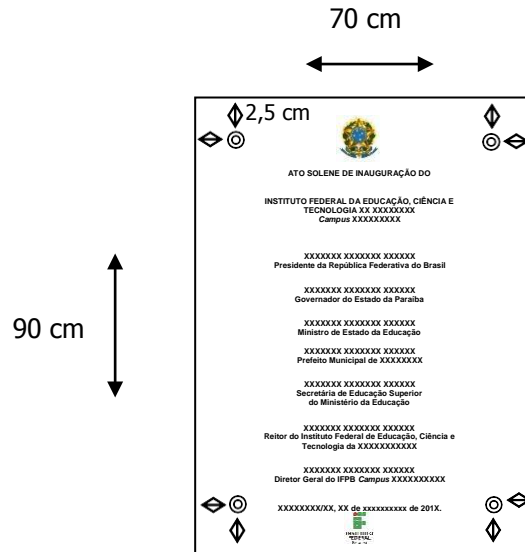 70 cm
2,5 cm
ATO SOLENE DE INAUGURAÇÃO DO
INSTITUTO FEDERAL DA EDUCAÇÃO, CIÊNCIA E
TECNOLOGIA XX XXXXXXXX
Campus XXXXXXXXX
XXXXXXX XXXXXXX XXXXXX
Presidente da República Federativa do Brasil
XXXXXXX XXXXXXX XXXXXX
Governador do Estado da Paraíba
90 cm
XXXXXXX XXXXXXX XXXXXX
Ministro de Estado da Educação
XXXXXXX XXXXXXX XXXXXX
Prefeito Municipal de XXXXXXXX
XXXXXXX XXXXXXX XXXXXX
Secretária de Educação Superior
do Ministério da Educação
XXXXXXX XXXXXXX XXXXXX
Reitor do Instituto Federal de Educação, Ciência e
Tecnologia da XXXXXXXXXXX
XXXXXXX XXXXXXX XXXXXX
Diretor Geral do IFPB Campus XXXXXXXXXX
XXXXXXXX/XX, XX de xxxxxxxxxx de 201X.
FEDERAL